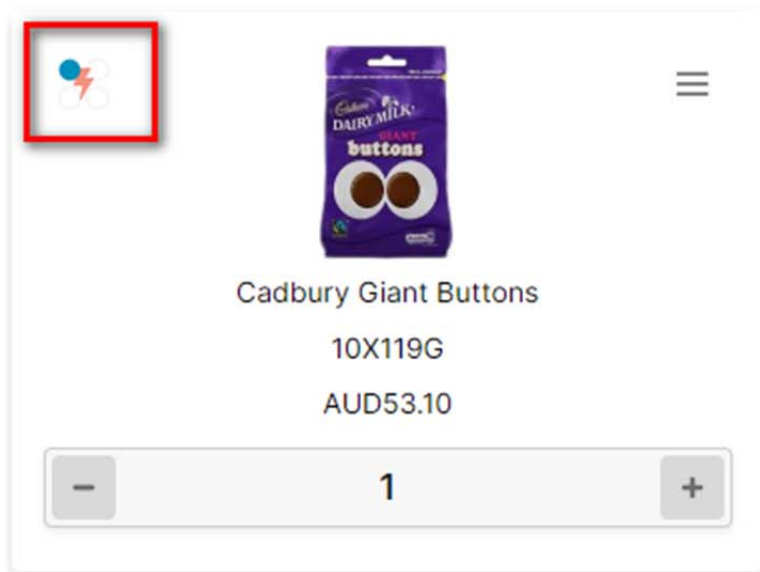 Cadbury
DAIRY MILK
GIANT
buttons
Cadbury Giant Buttons
10X119G
AUD53.10
− 1 +